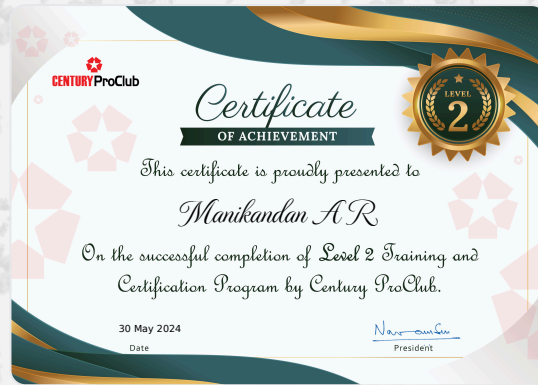 CENTURY ProClub
LEVEL
2
Certificate
OF ACHIEVEMENT
This certificate is proudly presented to
Manikandan A R
On the successful completion of Level 2 Training and
Certification Program by Century ProClub.
30 May 2024
Date
President